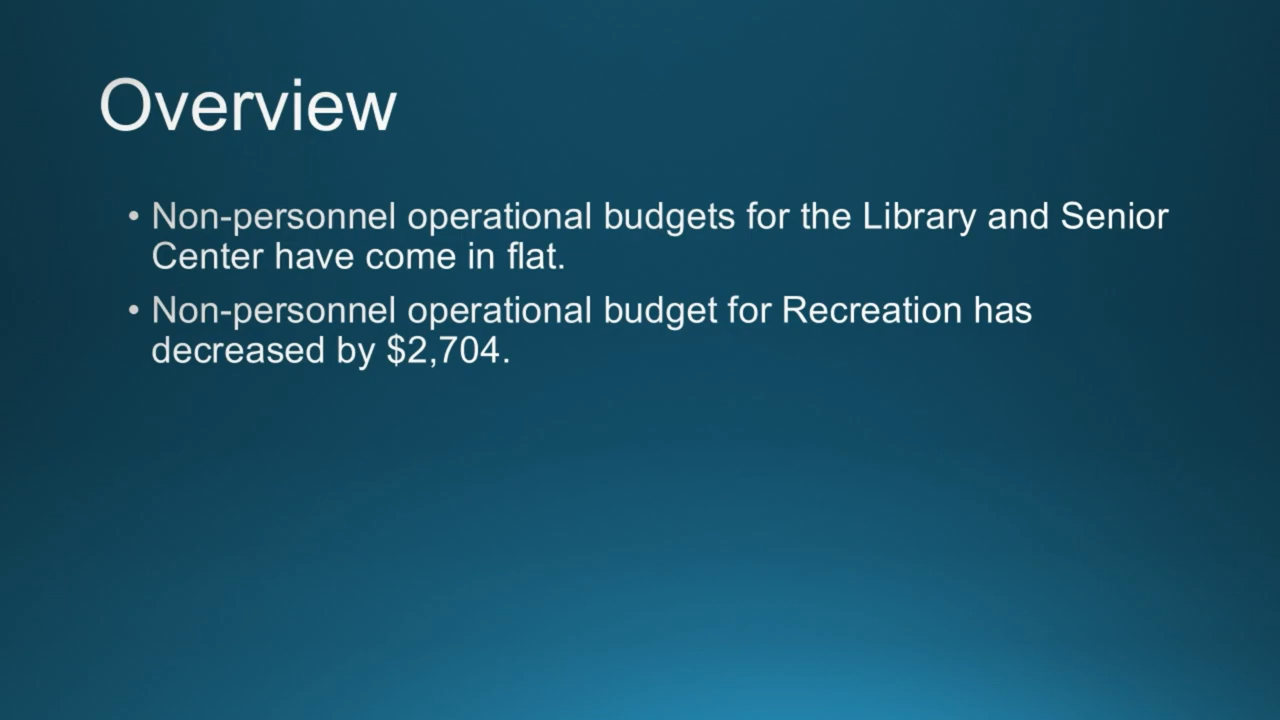 Overview
• Non-personnel operational budgets for the Library and Senior
Center have come in flat.
• Non-personnel operational budget for Recreation has
decreased by $2,704.